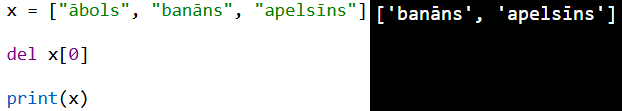 x = ["ābols", "banāns", "apelsīns"]
del x[0]
print(x)
['banāns', 'apelsīns']